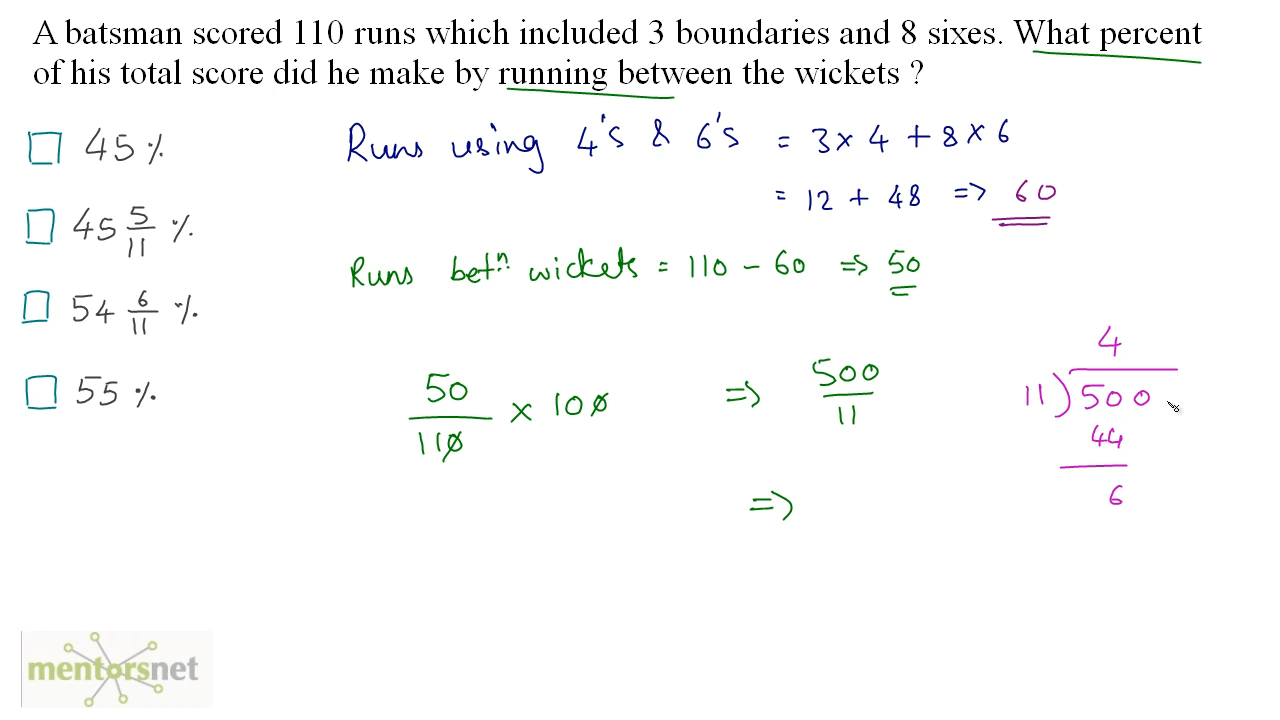 A batsman scored 110 runs which included 3 boundaries and 8 sixes. What percent
of his total score did he make by running between the wickets ?
45 %
45 5/11 %
54 6/11 %
55 %
Runs using 4's & 6's = 3 × 4 + 8 × 6
= 12 + 48 => 60
Runs betⁿ wickets = 110 - 60 => 50
50/110 × 100 => 500/11
=>
4
11) 500
44
6
mentorsnet